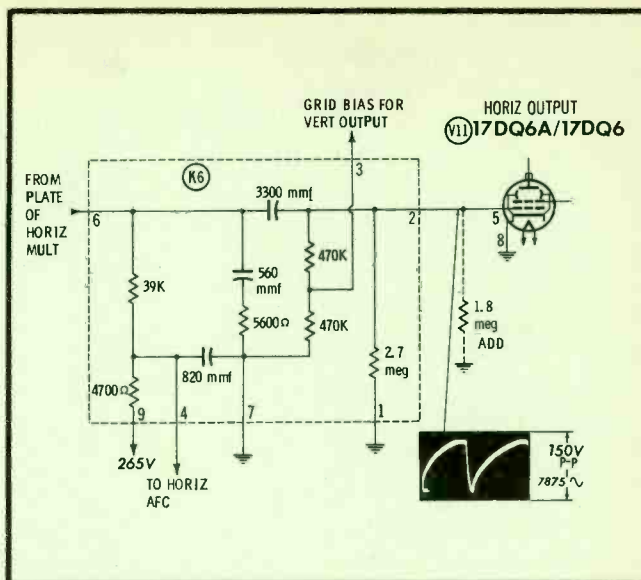 GRID BIAS FOR
VERT OUTPUT
HORIZ OUTPUT
V11 17DQ6A/17DQ6
FROM
PLATE
OF
HORIZ
MULT
K6
3
3300 mmf
6
2
5
8
39K
560
mmf
470K
5600Ω
470K
1.8
meg
ADD
2.7
meg
820 mmf
4700Ω
9
4
7
1
265V
TO HORIZ
AFC
150V
P-P
7875 ∿